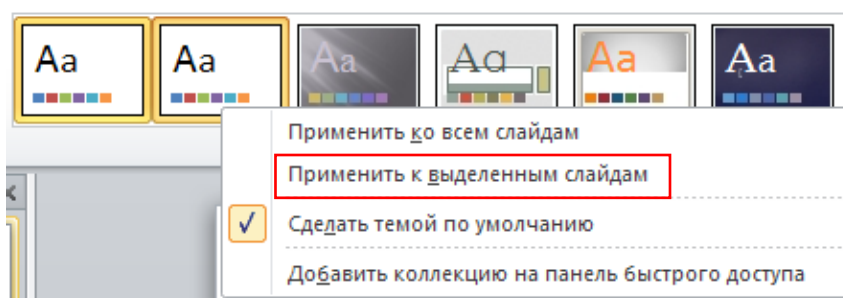 Aa Aa Aa Aa Aa Aa
Применить ко всем слайдам
Применить к выделенным слайдам
Сделать темой по умолчанию
Добавить коллекцию на панель быстрого доступа